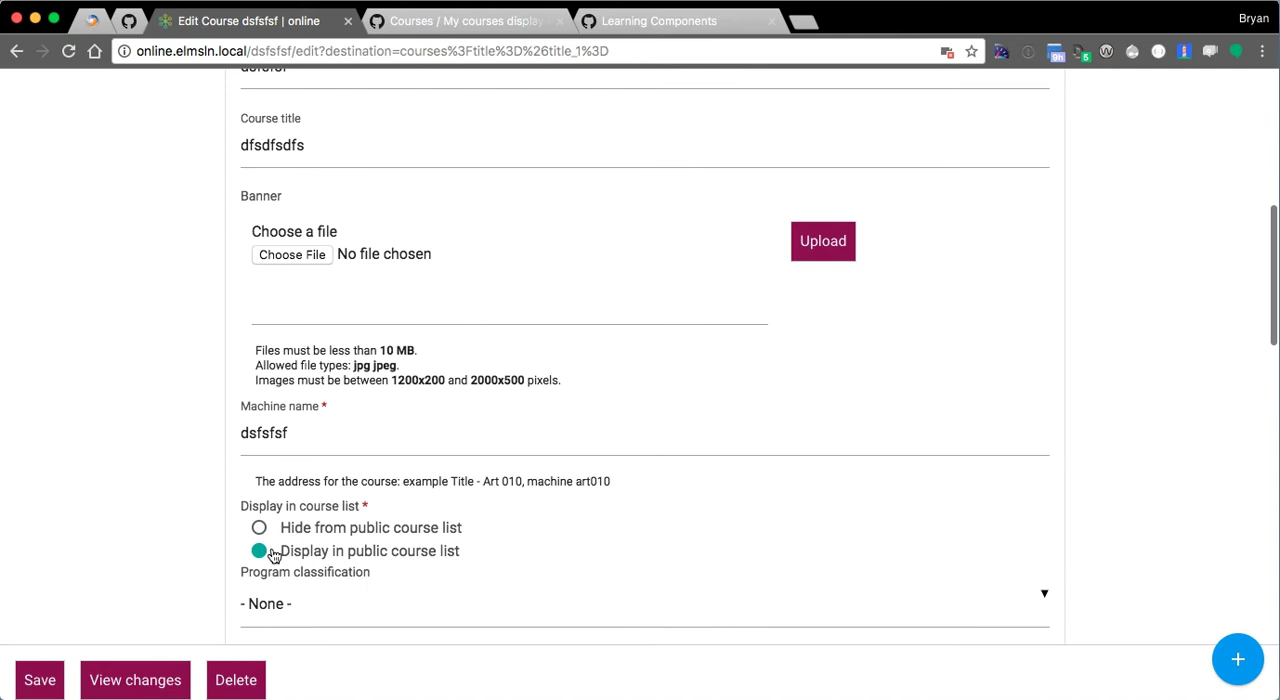 Edit Course dsfsfsf | online
Courses / My courses display
Learning Components
Bryan
online.elmsln.local/dsfsfsf/edit?destination=courses%3Ftitle%3D%26title_1%3D
9h
5
dsfsfsf
Course title
dfsdfsdfs
Banner
Choose a file
Choose File No file chosen
Upload
Files must be less than 10 MB.
Allowed file types: jpg jpeg.
Images must be between 1200x200 and 2000x500 pixels.
Machine name *
dsfsfsf
The address for the course: example Title - Art 010, machine art010
Display in course list *
Hide from public course list
Display in public course list
Program classification
- None -
Save
View changes
Delete